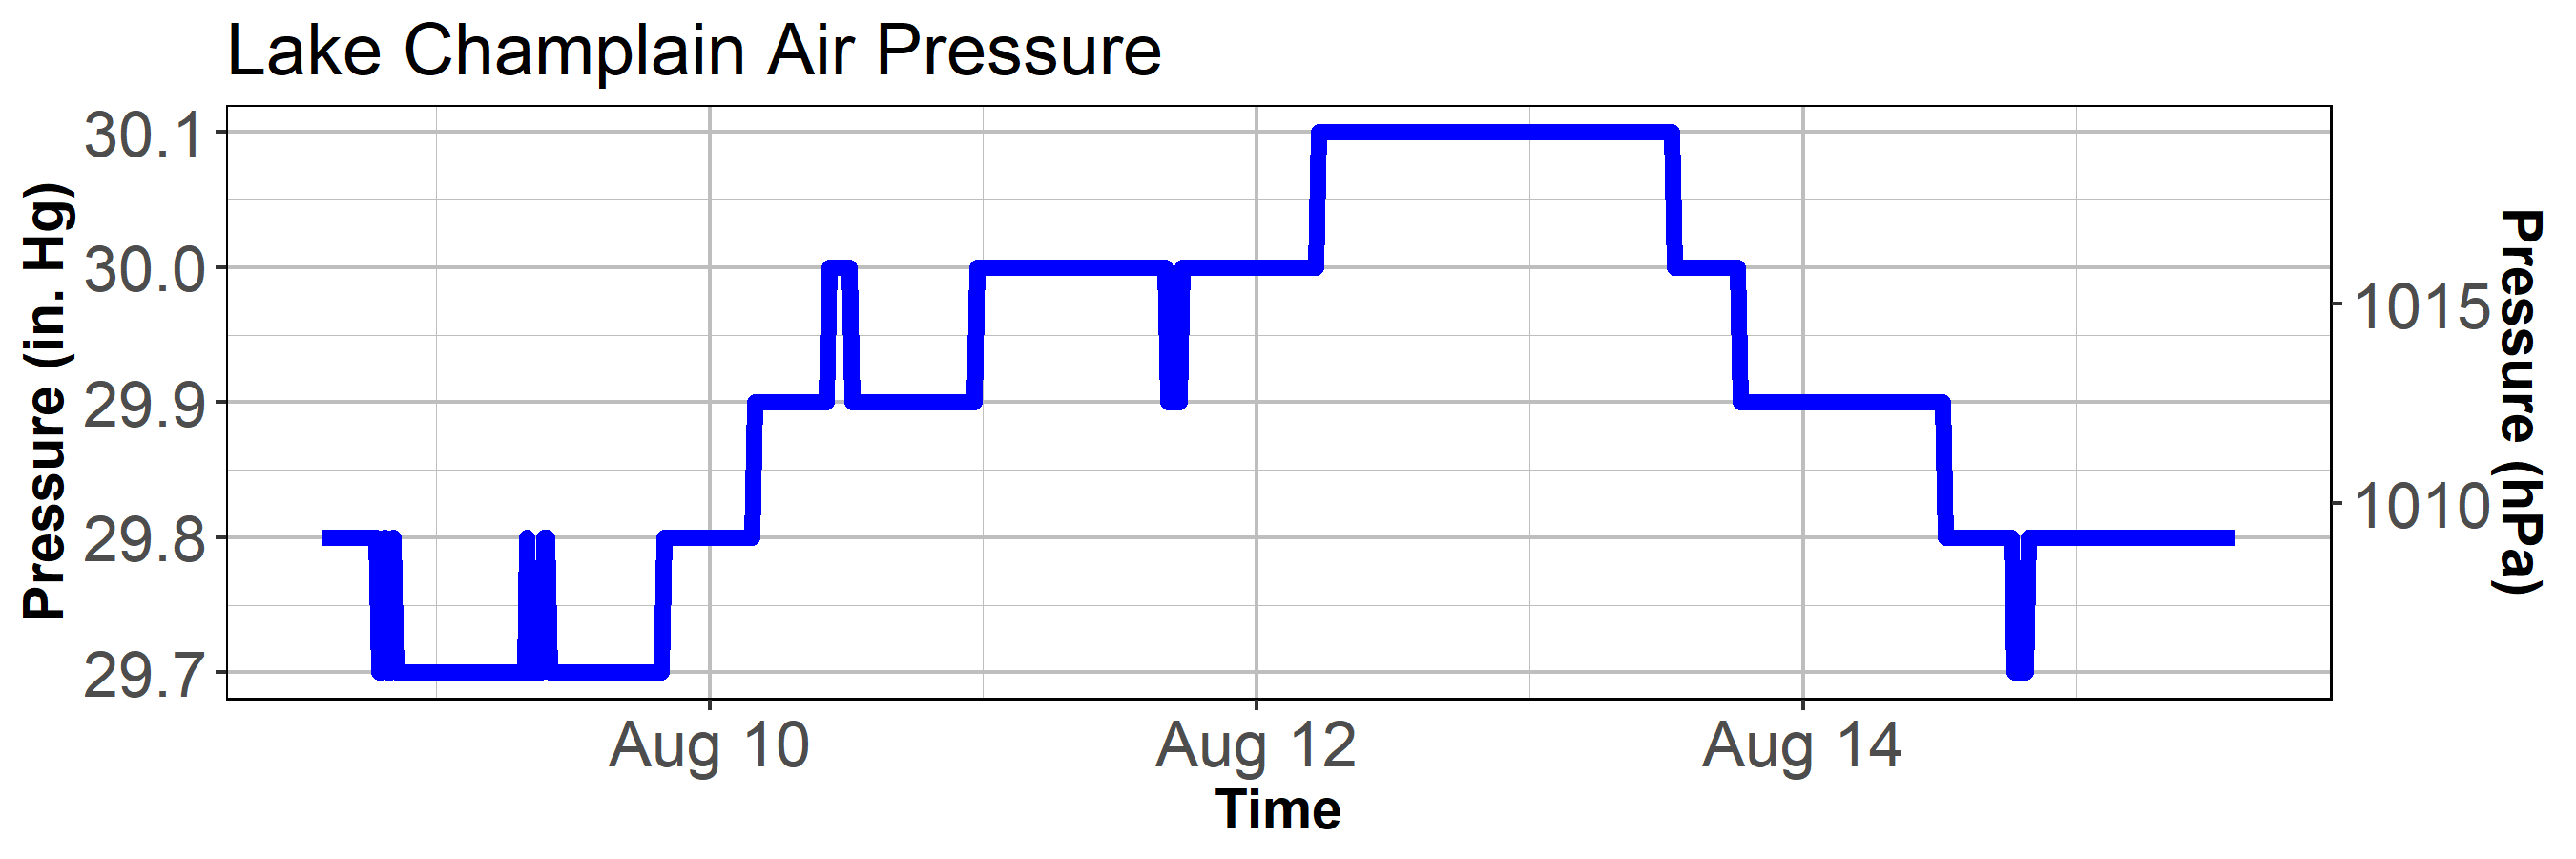 Lake Champlain Air Pressure
30.1
30.0
29.9
29.8
29.7
Pressure (in. Hg)
1015
1010
Pressure (hPa)
Aug 10
Aug 12
Aug 14
Time